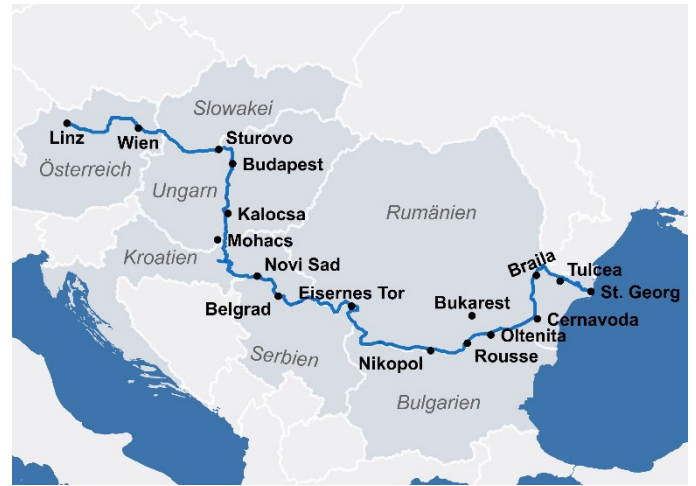 Slowakei
Linz
Wien
Sturovo
Österreich
Budapest
Ungarn
Kalocsa
Rumänien
Mohacs
Kroatien
Novi Sad
Braila
Tulcea
Eisernes Tor
St. Georg
Belgrad
Bukarest
Cernavoda
Oltenita
Serbien
Nikopol
Rousse
Bulgarien